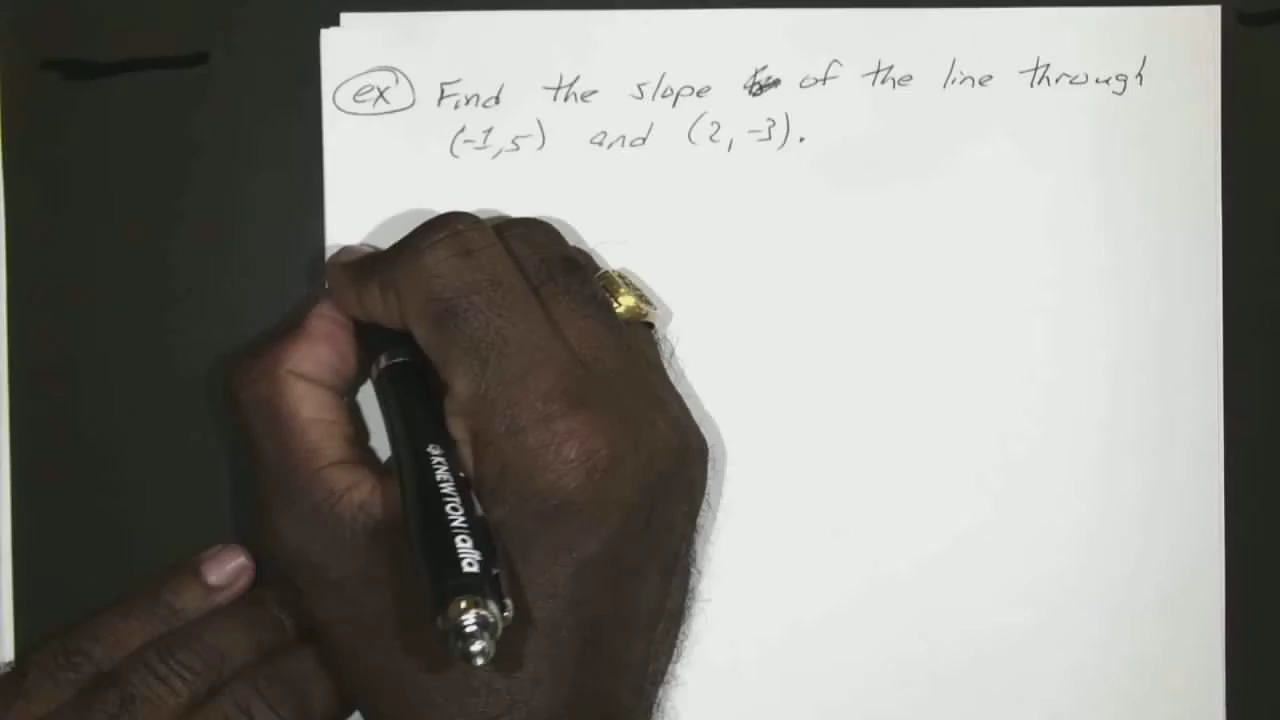 ex Find the slope of the line through
(-1,5) and (2,-3).
KNEWTON alta